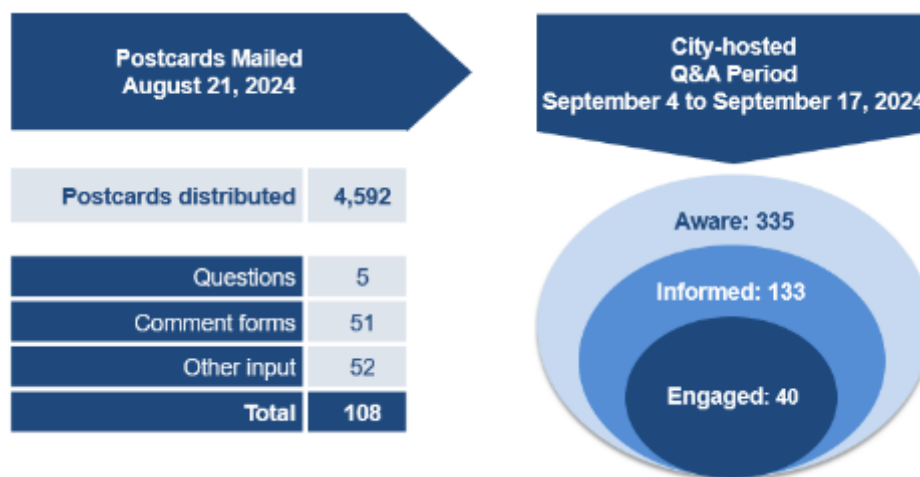 Postcards Mailed
August 21, 2024
City-hosted
Q&A Period
September 4 to September 17, 2024
Postcards distributed 4,592
Questions 5
Comment forms 51
Other input 52
Total 108
Aware: 335
Informed: 133
Engaged: 40